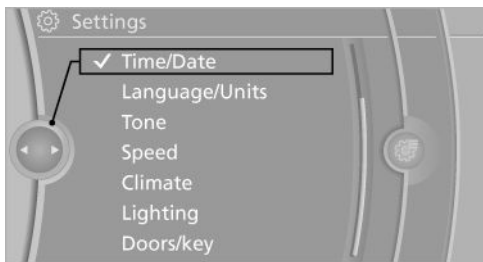 Settings
Time/Date
Language/Units
Tone
Speed
Climate
Lighting
Doors/key